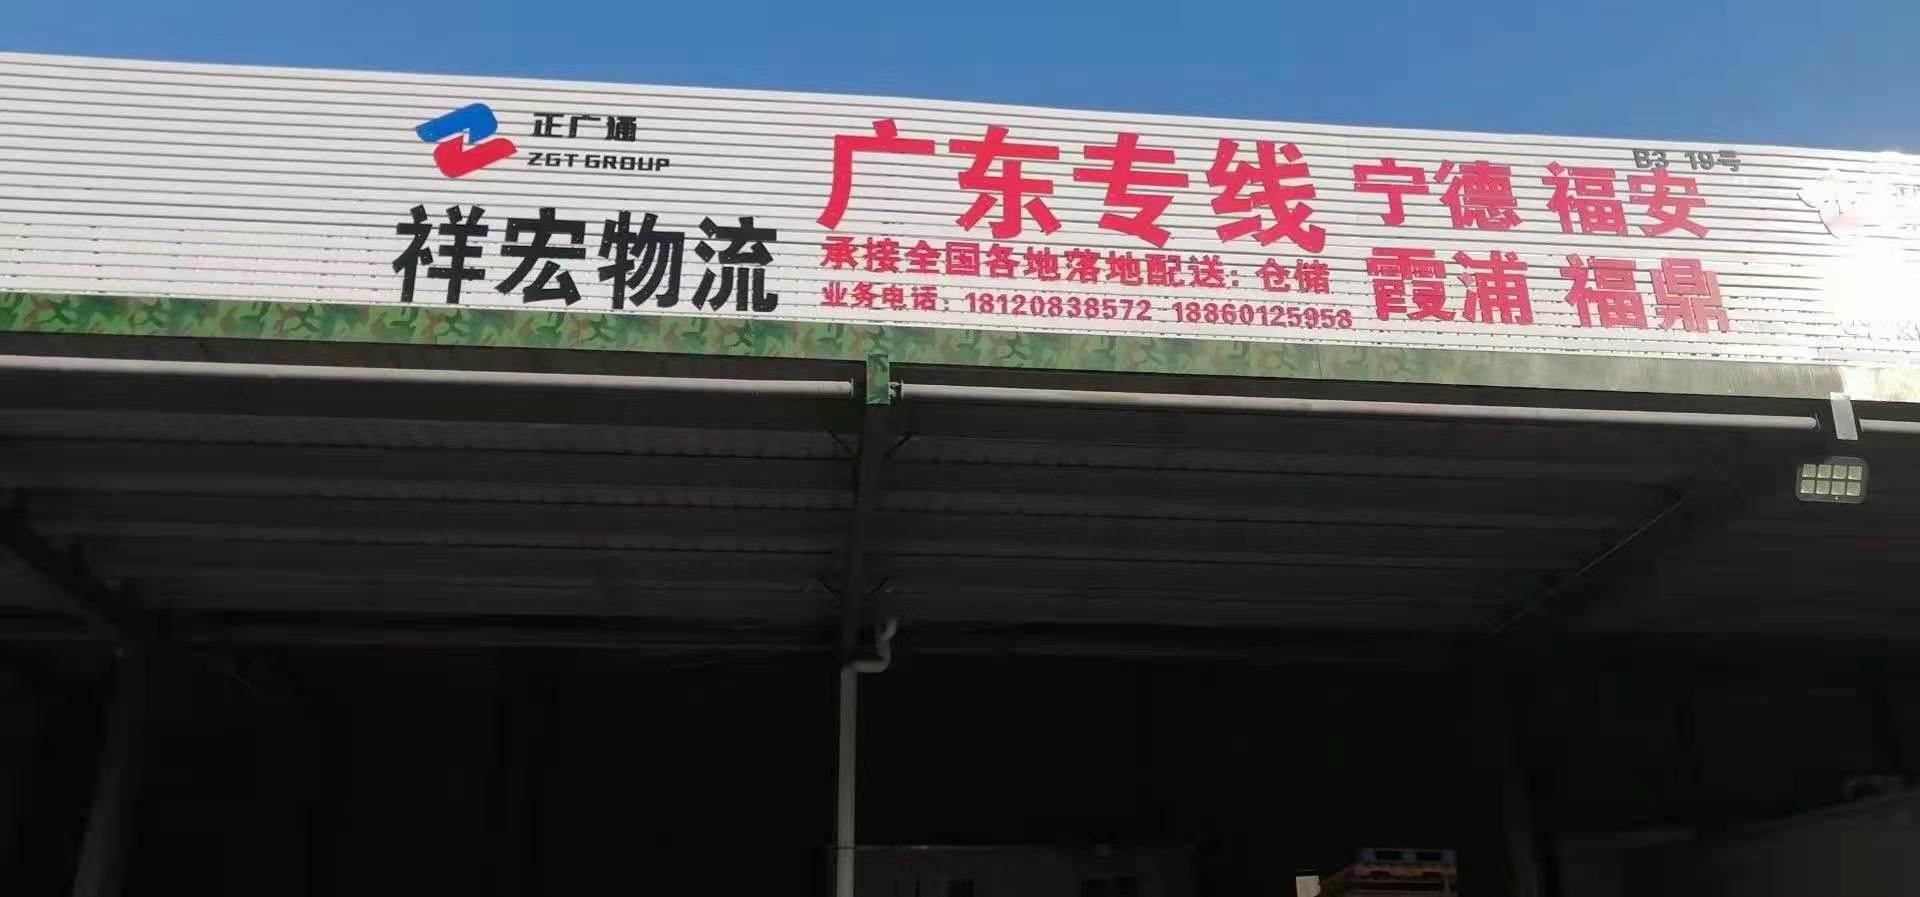 正广通
ZGT GROUP
祥宏物流
广东专线
承接全国各地落地配送：仓储
业务电话：18120838572 18860125958
B3 19号
宁德 福安
霞浦 福鼎